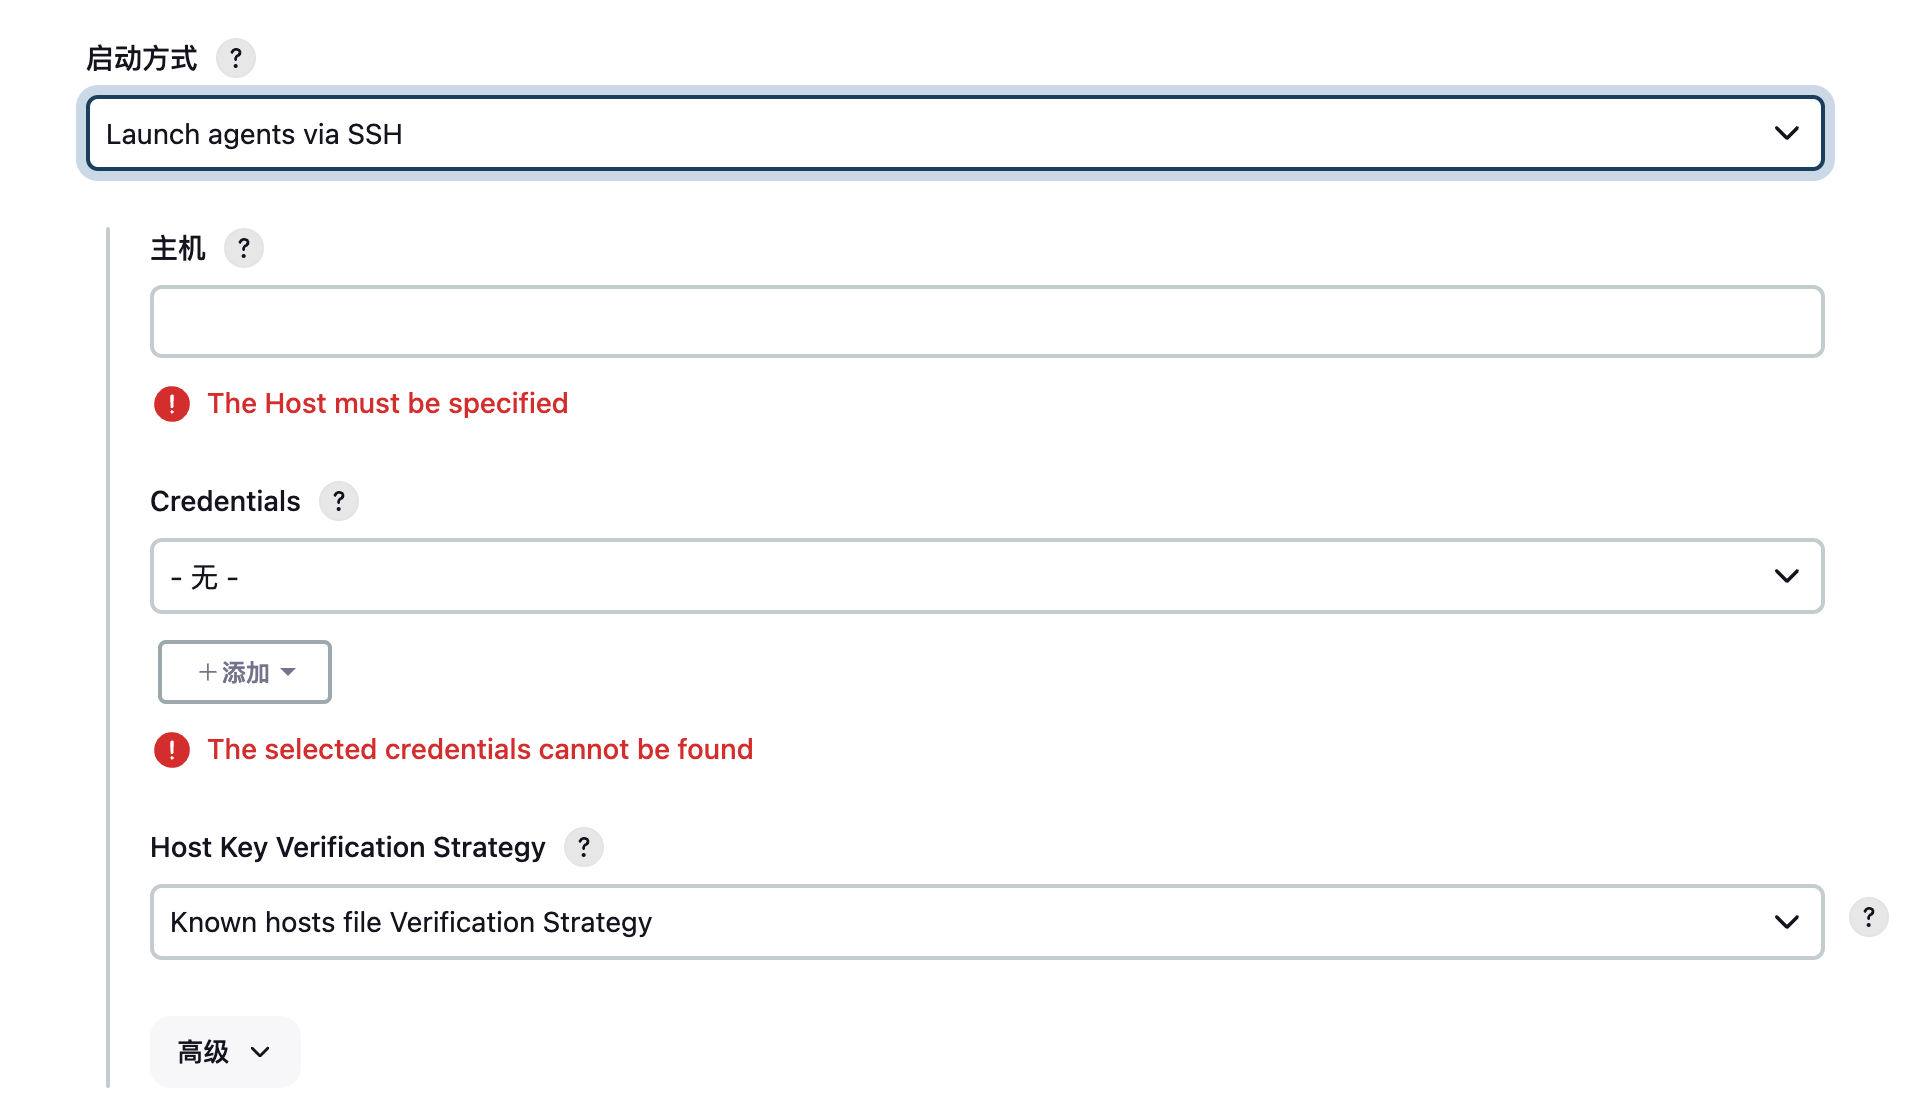 启动方式 ?
Launch agents via SSH
主机 ?
! The Host must be specified
Credentials ?
- 无 -
+添加
! The selected credentials cannot be found
Host Key Verification Strategy ?
Known hosts file Verification Strategy ?
高级